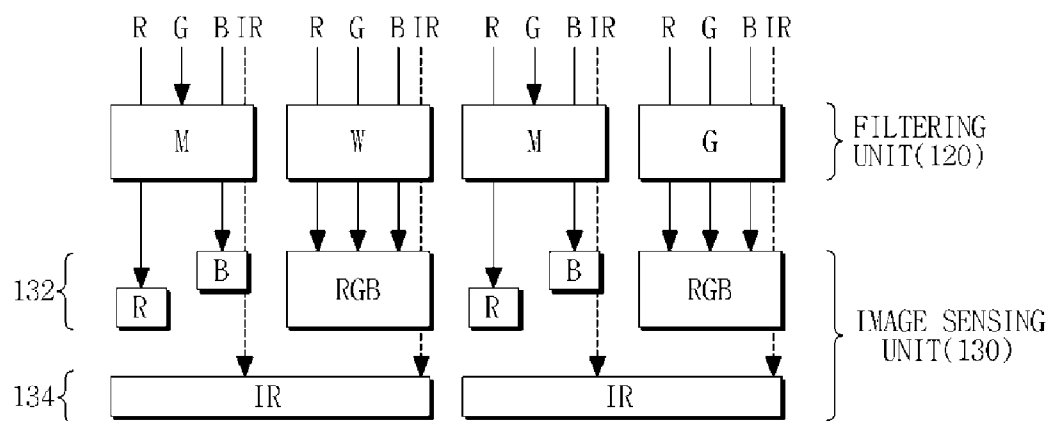 R G B IR R G B IR R G B IR R G B IR
M W M G
FILTERING
UNIT(120)
B B
132 RGB RGB
R R
IMAGE SENSING
UNIT(130)
134 IR IR